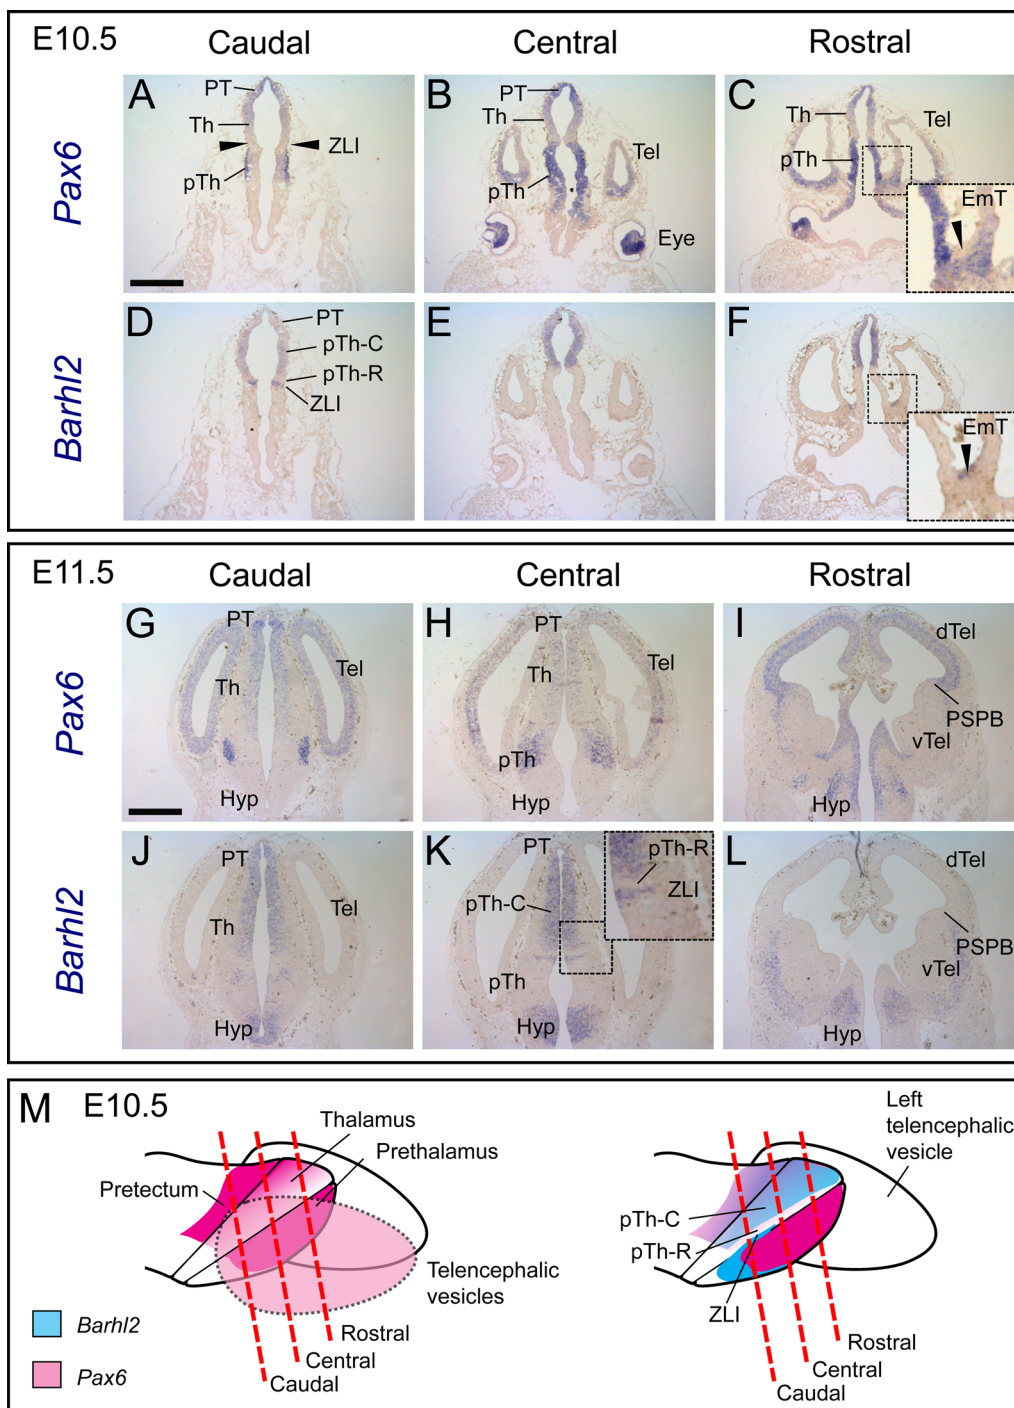 E10.5
Caudal
Central
Rostral
Pax6
A
PT
Th
ZLI
pTh
B
PT
Th
Tel
pTh
Eye
C
Th
Tel
pTh
EmT
Barhl2
D
PT
pTh-C
pTh-R
ZLI
E
F
EmT
E11.5
Caudal
Central
Rostral
Pax6
G
PT
Th
Tel
Hyp
H
PT
Th
Tel
pTh
Hyp
I
dTel
PSPB
vTel
Hyp
Barhl2
J
PT
Th
Tel
Hyp
K
PT
pTh-R
ZLI
pTh-C
pTh
Hyp
L
dTel
PSPB
vTel
Hyp
M E10.5
Thalamus
Prethalamus
Pretectum
Telencephalic
vesicles
Rostral
Central
Caudal
Barhl2
Pax6
Left
telencephalic
vesicle
pTh-C
pTh-R
ZLI
Rostral
Central
Caudal